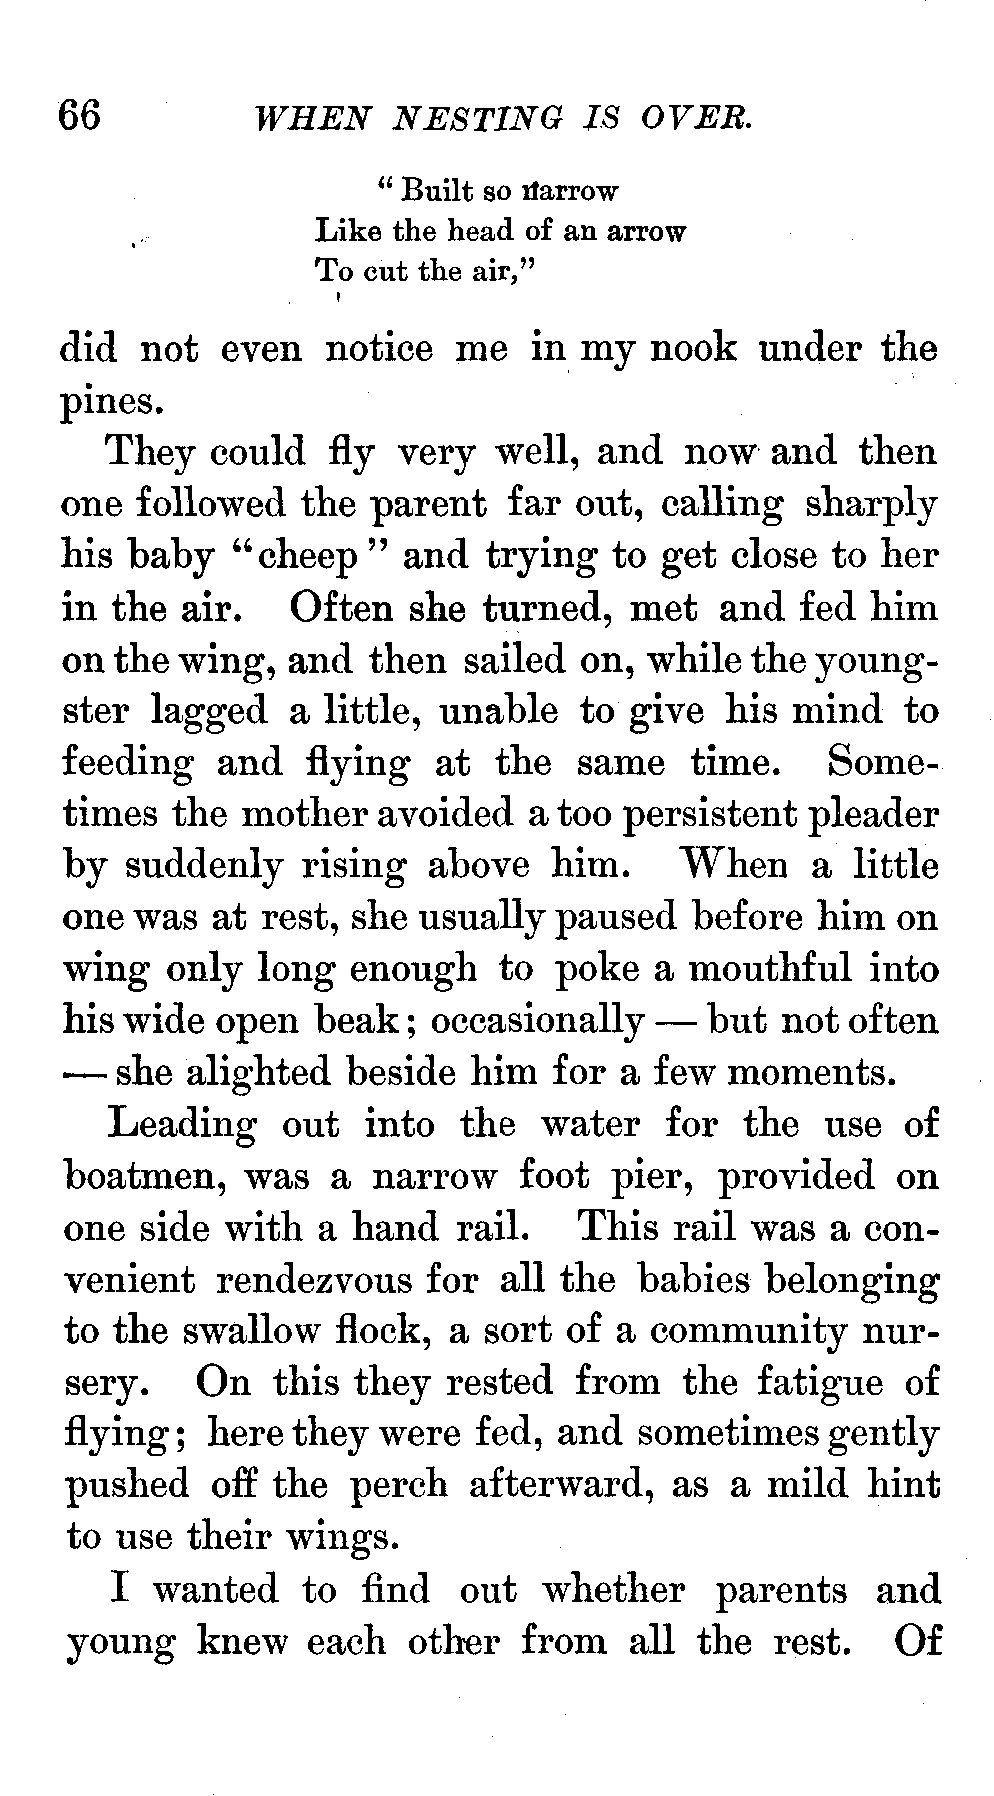 66 WHEN NESTING IS OVER.
“ Built so narrow
Like the head of an arrow
To cut the air,”
did not even notice me in my nook under the
pines.
They could fly very well, and now and then
one followed the parent far out, calling sharply
his baby “cheep” and trying to get close to her
in the air. Often she turned, met and fed him
on the wing, and then sailed on, while the young-
ster lagged a little, unable to give his mind to
feeding and flying at the same time. Some-
times the mother avoided a too persistent pleader
by suddenly rising above him. When a little
one was at rest, she usually paused before him on
wing only long enough to poke a mouthful into
his wide open beak; occasionally — but not often
— she alighted beside him for a few moments.
Leading out into the water for the use of
boatmen, was a narrow foot pier, provided on
one side with a hand rail. This rail was a con-
venient rendezvous for all the babies belonging
to the swallow flock, a sort of a community nur-
sery. On this they rested from the fatigue of
flying; here they were fed, and sometimes gently
pushed off the perch afterward, as a mild hint
to use their wings.
I wanted to find out whether parents and
young knew each other from all the rest. Of